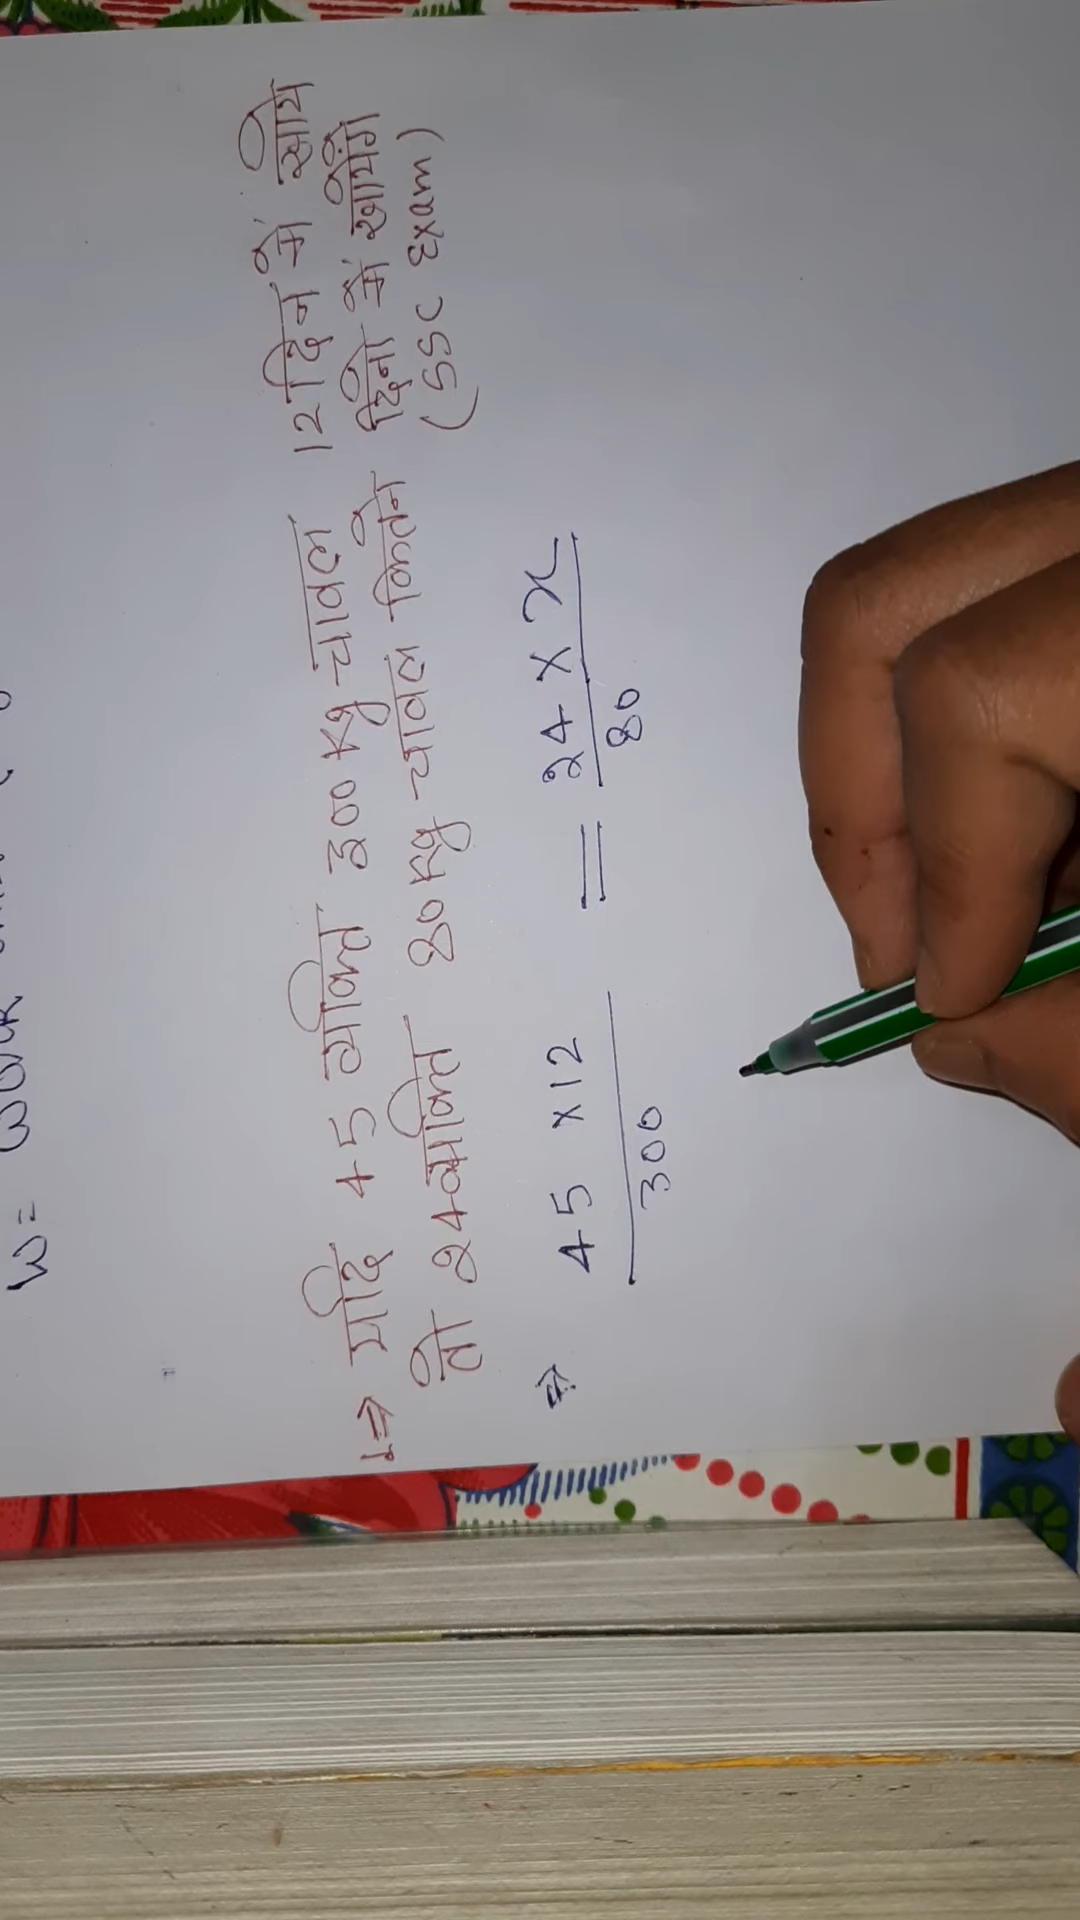 W = Work
1⇒ यदि 45 व्यक्ति 300 Kg चावल 12 दिन में खाये
तो 24 व्यक्ति 80 Kg चावल कितने दिनो में खायेंगे
(SSC Exam)
⇒ 45 × 12 = 24 × x
300 80